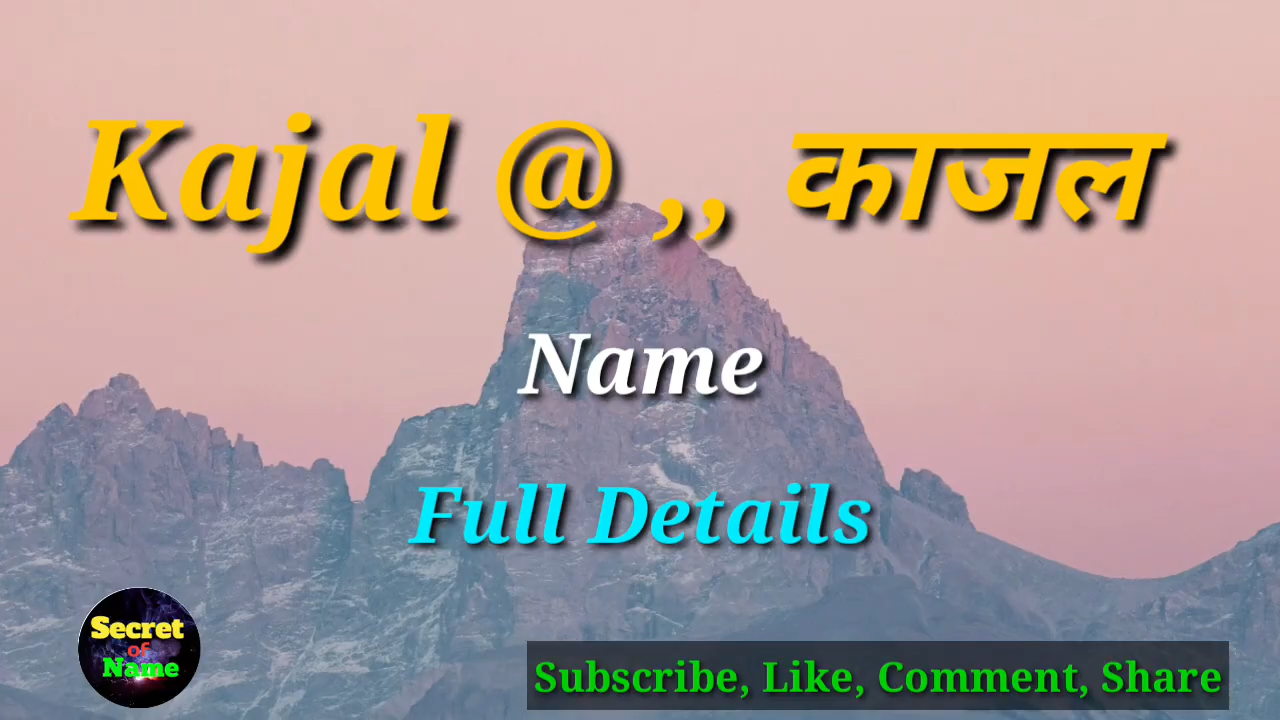 Kajal @ ,, काजल
Name
Full Details
Secret
of
Name
Subscribe, Like, Comment, Share